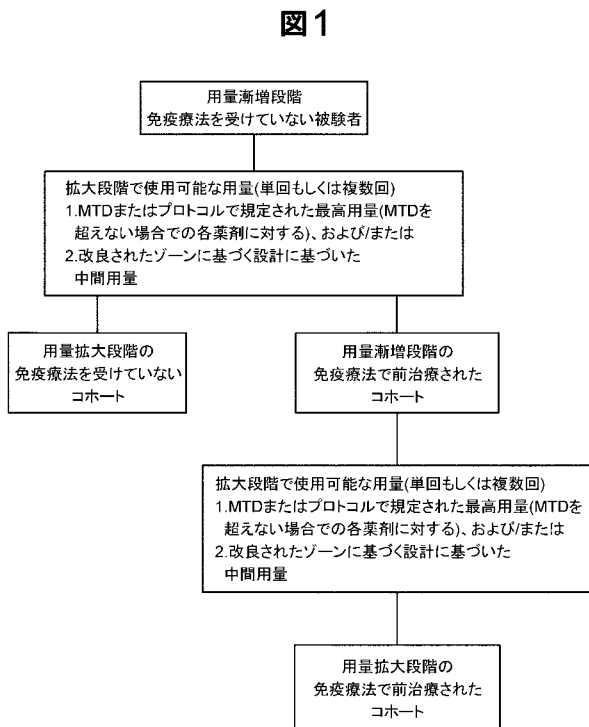 図1
用量漸増段階
免疫療法を受けていない被験者
拡大段階で使用可能な用量(単回もしくは複数回)
1.MTDまたはプロトコルで規定された最高用量(MTDを
超えない場合での各薬剤に対する)、および/または
2.改良されたゾーンに基づく設計に基づいた
中間用量
用量拡大段階の
免疫療法を受けていない
コホート
用量漸増段階の
免疫療法で前治療された
コホート
拡大段階で使用可能な用量(単回もしくは複数回)
1.MTDまたはプロトコルで規定された最高用量(MTDを
超えない場合での各薬剤に対する)、および/または
2.改良されたゾーンに基づく設計に基づいた
中間用量
用量拡大段階の
免疫療法で前治療された
コホート